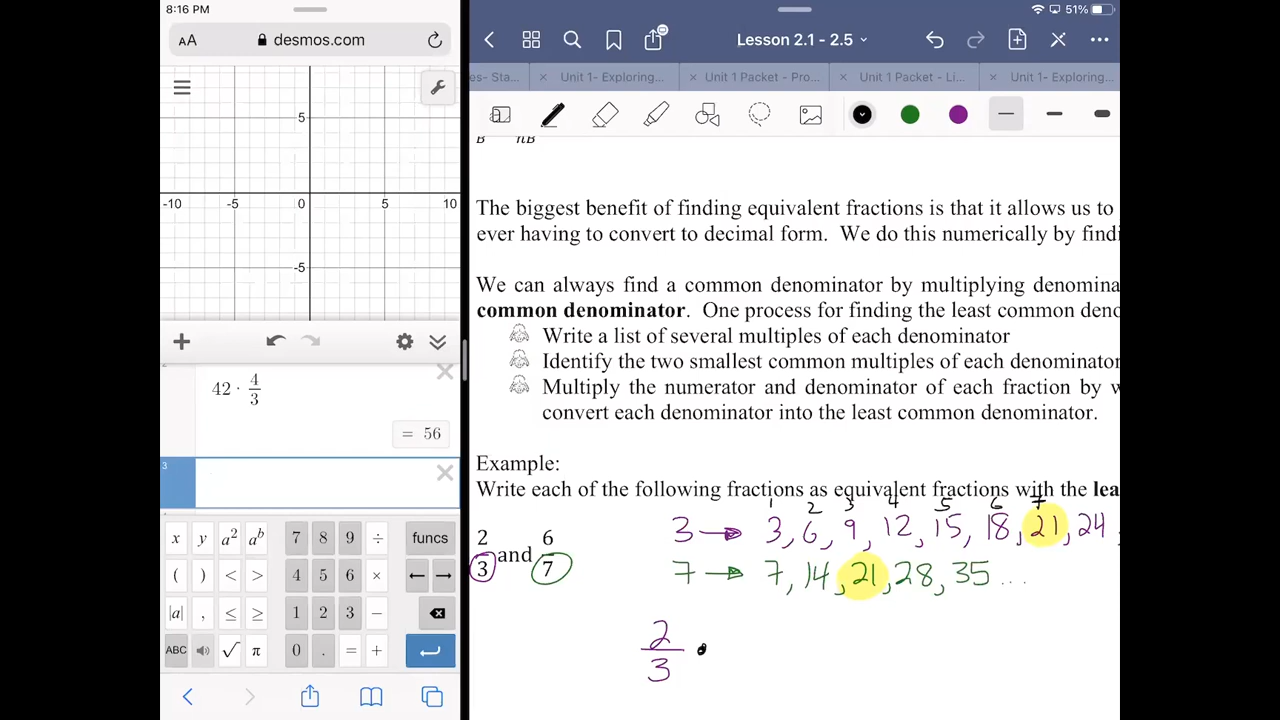 8:16 PM
51%
AA desmos.com
Lesson 2.1 - 2.5
es- Sta... × Unit 1- Exploring... × Unit 1 Packet - Pro... × Unit 1 Packet - Li... × Unit 1- Exploring...
5
-10 -5 0 5 10
-5
42 · 4/3
= 56
3
x y a² aᵇ 7 8 9 ÷ funcs
( ) < > 4 5 6 × ← →
|a| , ≤ ≥ 1 2 3 −
ABC √ π 0 . = +
B nB
The biggest benefit of finding equivalent fractions is that it allows us to
ever having to convert to decimal form. We do this numerically by findi
We can always find a common denominator by multiplying denomina
common denominator. One process for finding the least common deno
Write a list of several multiples of each denominator
Identify the two smallest common multiples of each denominator
Multiply the numerator and denominator of each fraction by w
convert each denominator into the least common denominator.
Example:
Write each of the following fractions as equivalent fractions with the lea
1 2 3 4 5 6 7
3 → 3, 6, 9, 12, 15, 18, 21, 24,
2/3 and 6/7
7 → 7, 14, 21, 28, 35...
2/3 ·